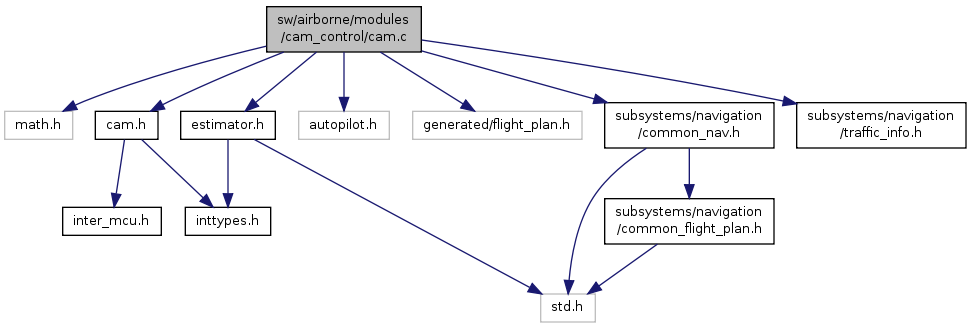 sw/airborne/modules
/cam_control/cam.c
math.h
cam.h
estimator.h
autopilot.h
generated/flight_plan.h
subsystems/navigation
/common_nav.h
subsystems/navigation
/traffic_info.h
inter_mcu.h
inttypes.h
subsystems/navigation
/common_flight_plan.h
std.h